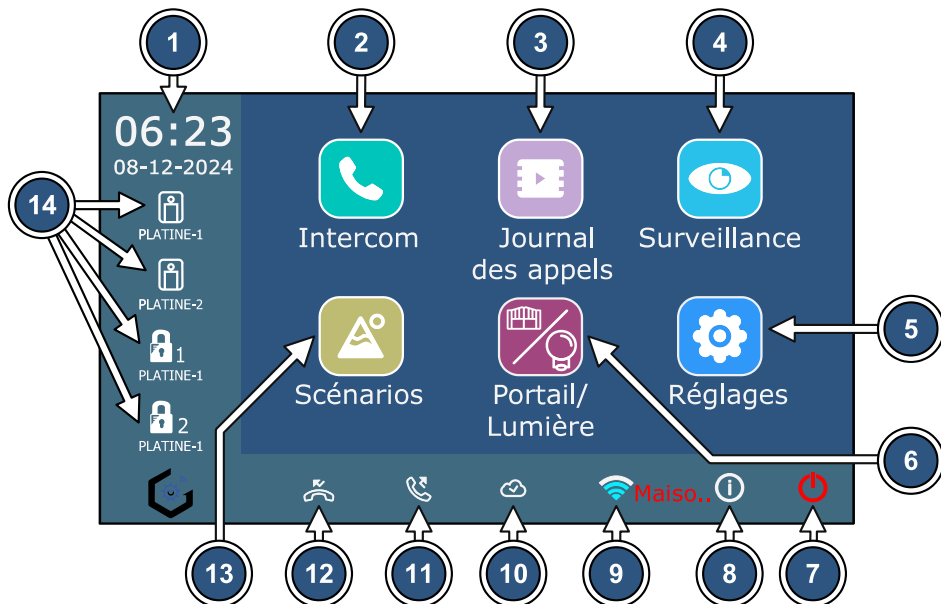 1
2
3
4
06:23
08-12-2024
14
PLATINE-1
PLATINE-2
1
PLATINE-1
2
PLATINE-1
Intercom
Journal
des appels
Surveillance
Scénarios
Portail/
Lumière
Réglages
5
6
Maiso..
13
12
11
10
9
8
7